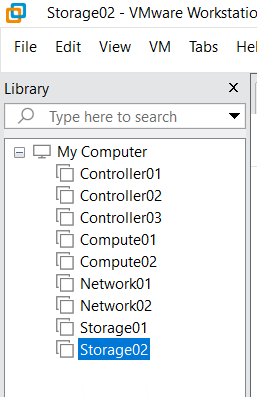 Storage02 - VMware Workstatio
File Edit View VM Tabs Hel
Library
Type here to search
My Computer
Controller01
Controller02
Controller03
Compute01
Compute02
Network01
Network02
Storage01
Storage02